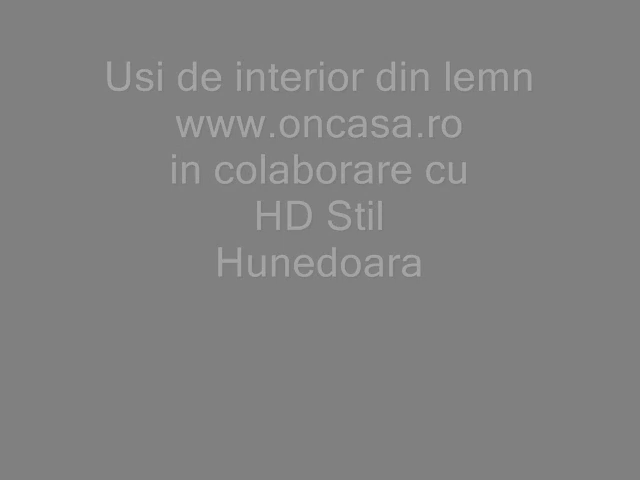 Usi de interior din lemn
www.oncasa.ro
in colaborare cu
HD Stil
Hunedoara